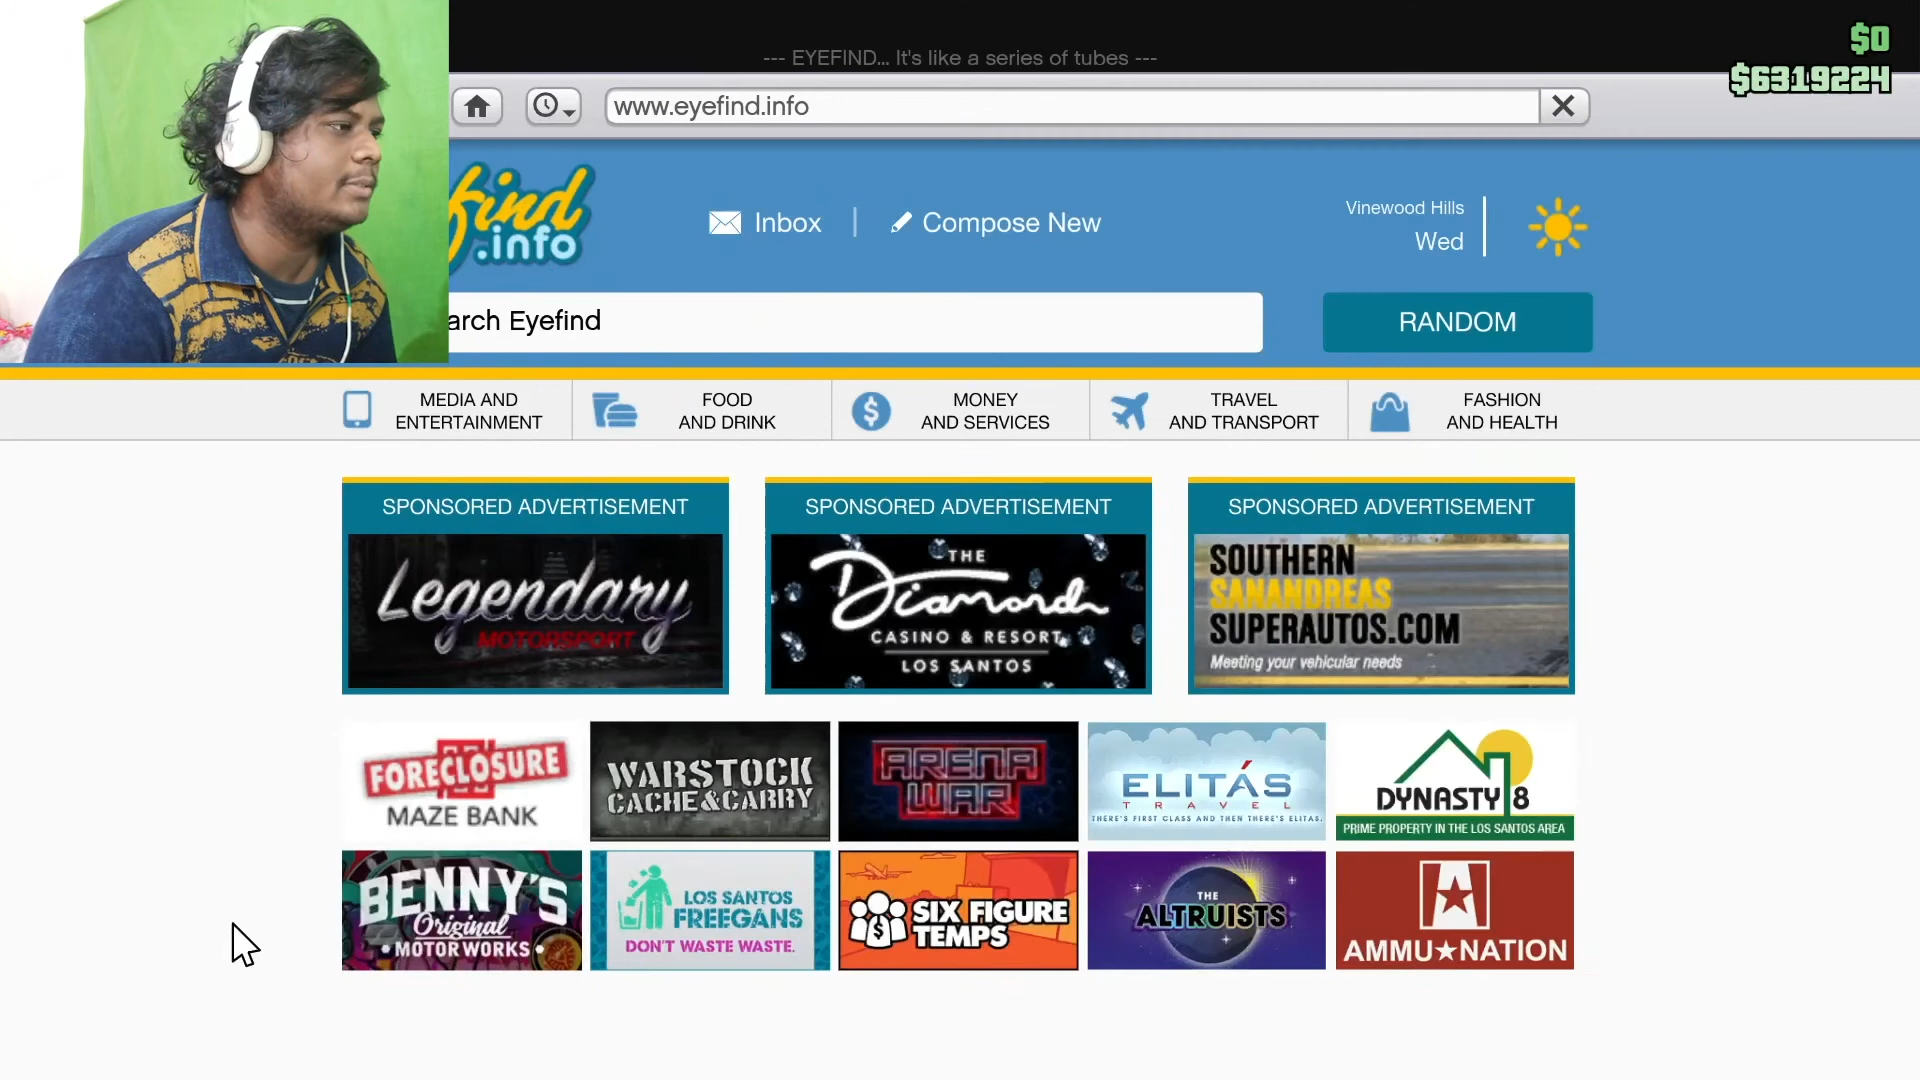 --- EYEFIND... It's like a series of tubes ---
$0
$6319224
www.eyefind.info
find
.info
Inbox
Compose New
Vinewood Hills
Wed
arch Eyefind
RANDOM
MEDIA AND
ENTERTAINMENT
FOOD
AND DRINK
MONEY
AND SERVICES
TRAVEL
AND TRANSPORT
FASHION
AND HEALTH
SPONSORED ADVERTISEMENT
Legendary
MOTORSPORT
SPONSORED ADVERTISEMENT
THE
Diamond
CASINO & RESORT
LOS SANTOS
SPONSORED ADVERTISEMENT
SOUTHERN
SANANDREAS
SUPERAUTOS.COM
Meeting your vehicular needs
FORECLOSURE
MAZE BANK
WARSTOCK
CACHE&CARRY
ARENA
WAR
ELITÁS
TRAVEL
THERE'S FIRST CLASS AND THEN THERE'S ELITAS.
DYNASTY 8
PRIME PROPERTY IN THE LOS SANTOS AREA
BENNY'S
Original
MOTOR WORKS
LOS SANTOS
FREEGANS
DON'T WASTE WASTE.
SIX FIGURE
TEMPS
THE
ALTRUISTS
AMMU★NATION